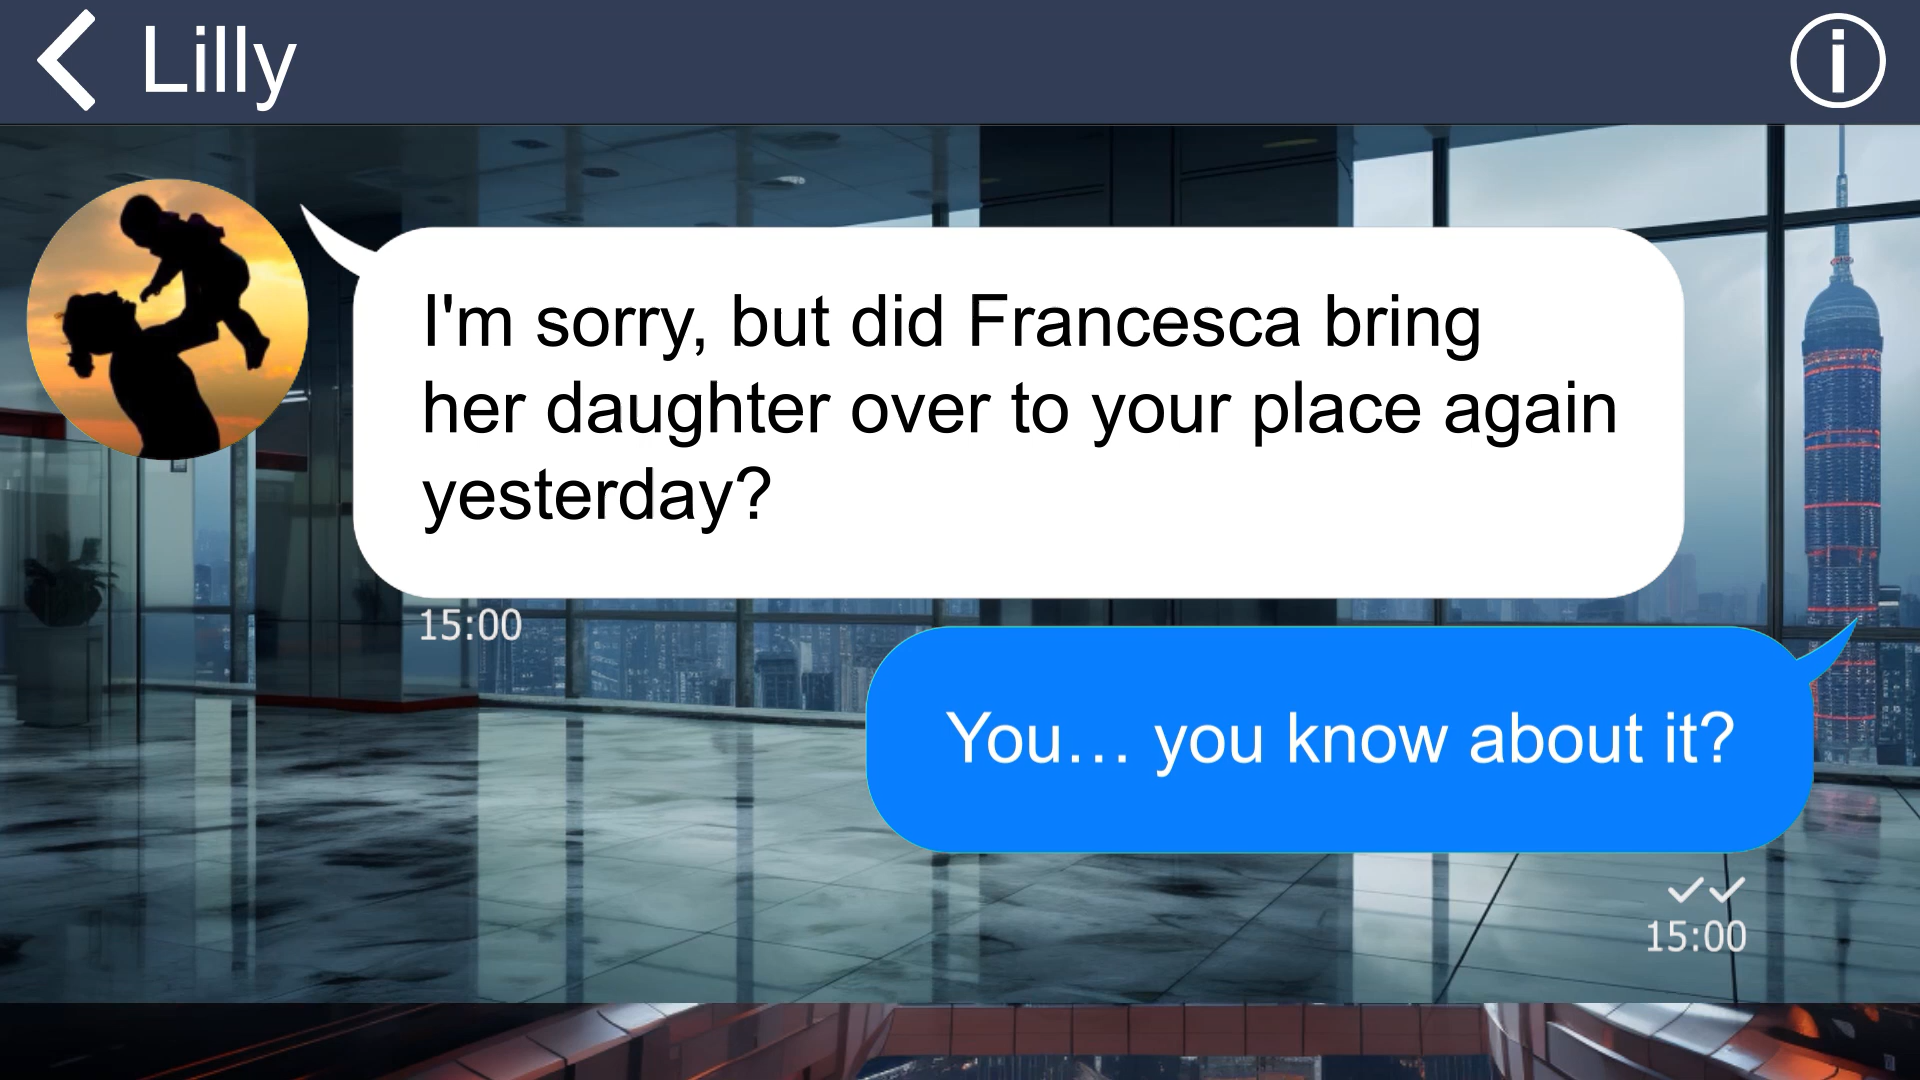 Lilly
I'm sorry, but did Francesca bring
her daughter over to your place again
yesterday?
15:00
You… you know about it?
15:00